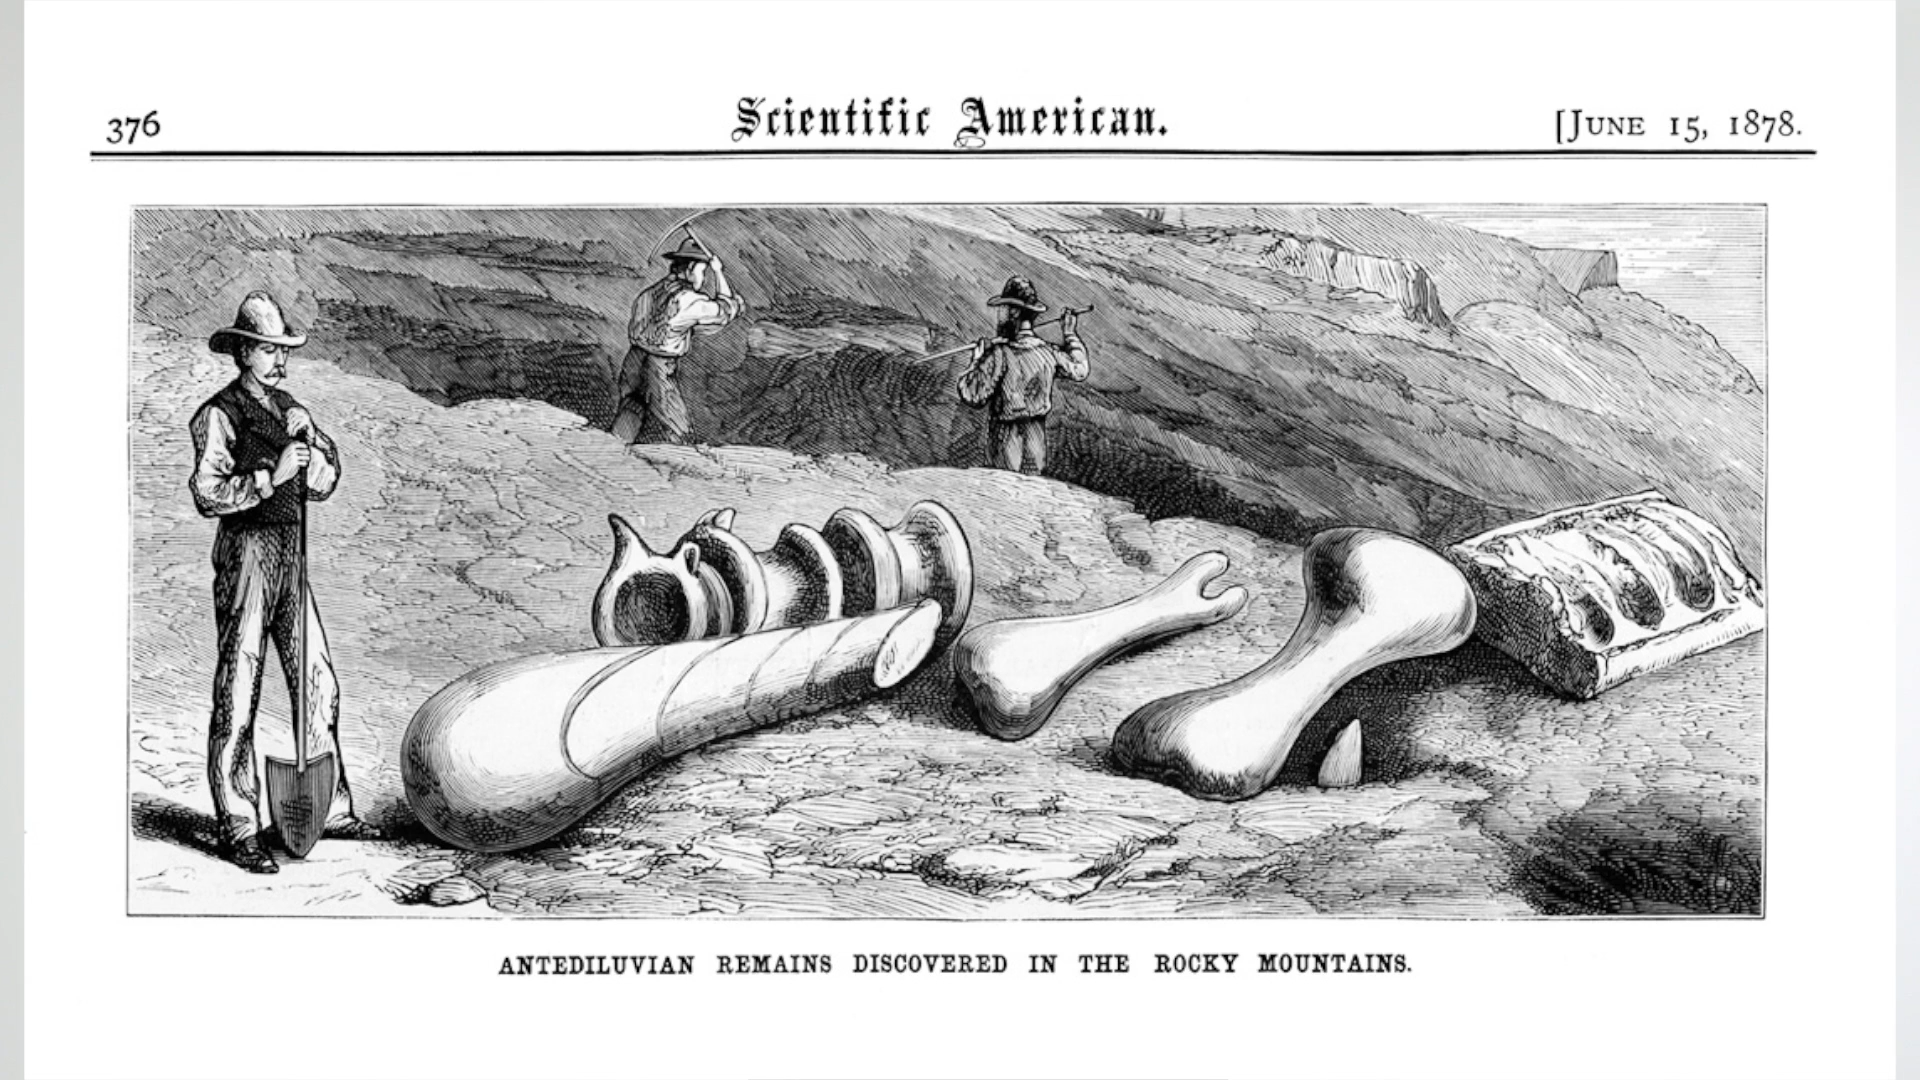 376
Scientific American.
[JUNE 15, 1878.
ANTEDILUVIAN REMAINS DISCOVERED IN THE ROCKY MOUNTAINS.